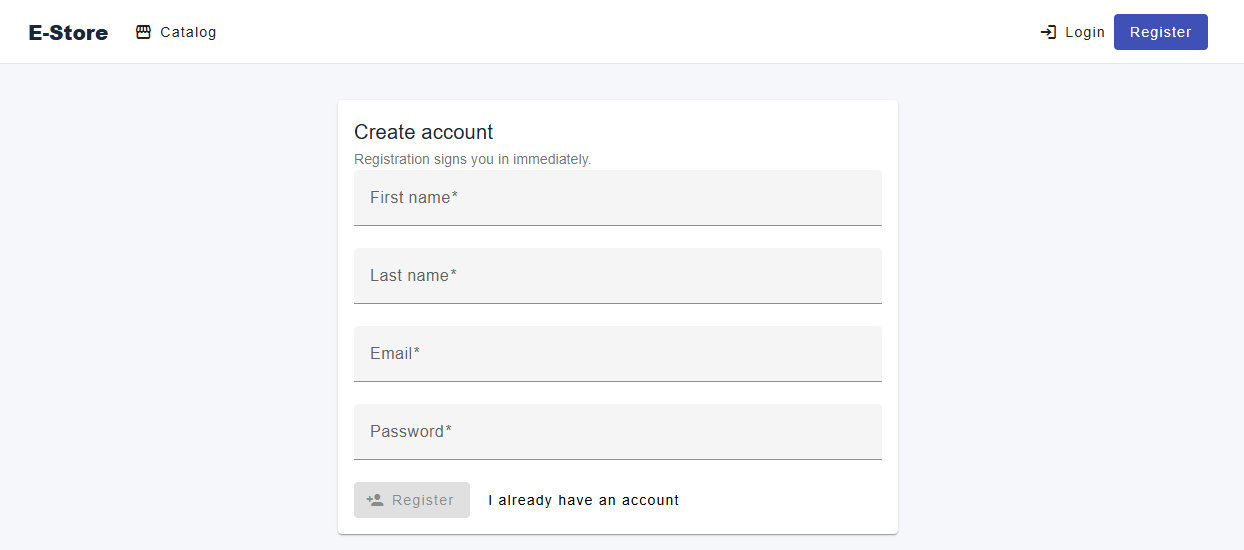 E-Store Catalog Login Register
Create account
Registration signs you in immediately.
First name*
Last name*
Email*
Password*
Register I already have an account